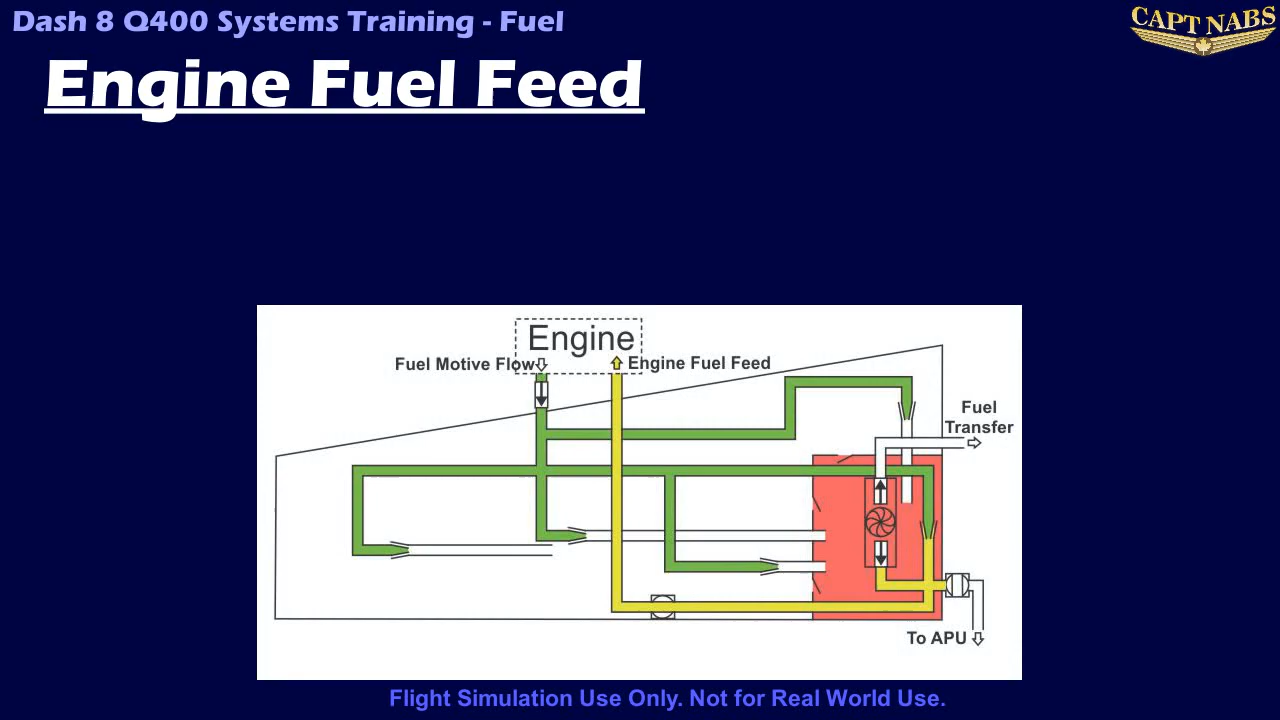 Dash 8 Q400 Systems Training - Fuel
CAPT NABS
Engine Fuel Feed
Engine
Fuel Motive Flow
Engine Fuel Feed
Fuel
Transfer
To APU
Flight Simulation Use Only. Not for Real World Use.